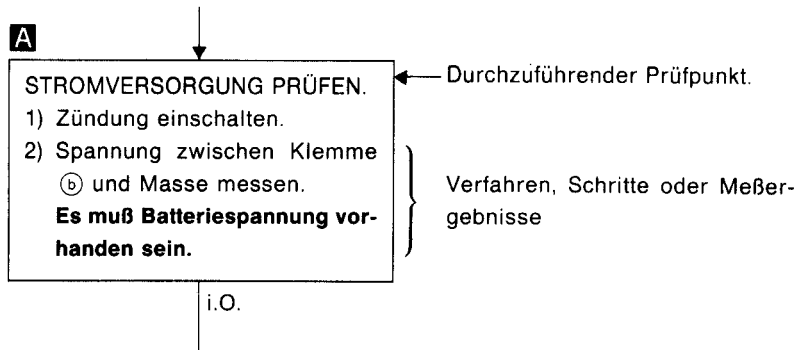 A
STROMVERSORGUNG PRÜFEN.
1) Zündung einschalten.
2) Spannung zwischen Klemme
ⓑ und Masse messen.
Es muß Batteriespannung vor-
handen sein.
Durchzuführender Prüfpunkt.
Verfahren, Schritte oder Meßer-
gebnisse
i.O.